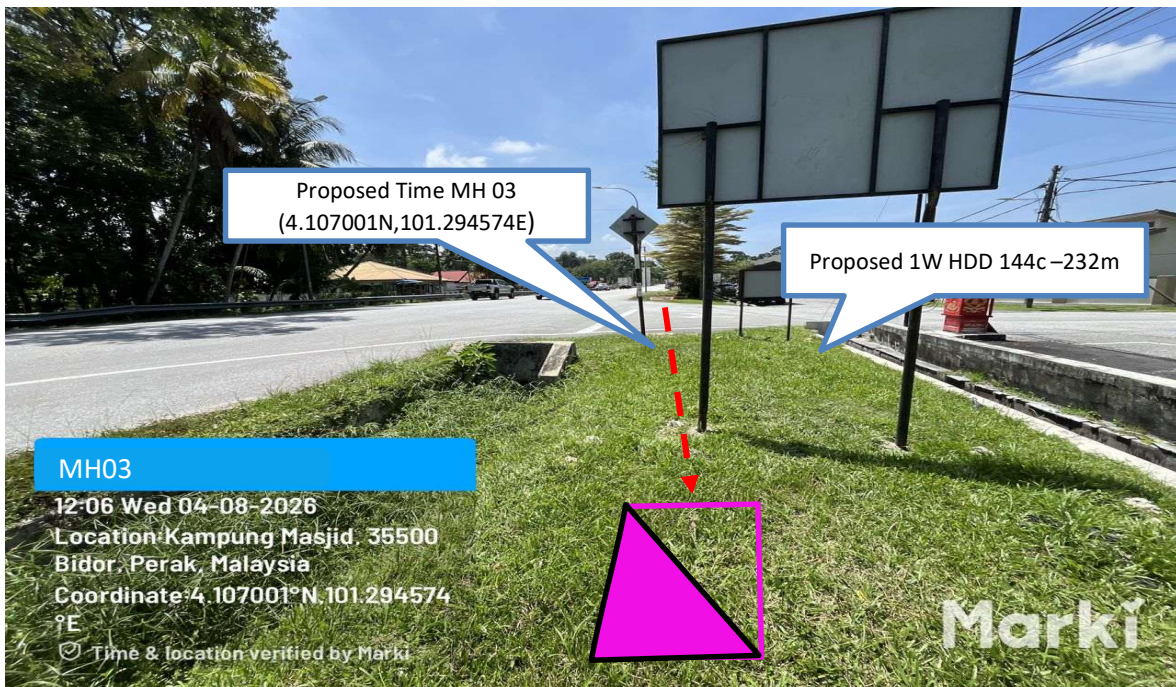 Proposed Time MH 03
(4.107001N,101.294574E)
Proposed 1W HDD 144c –232m
MH03
12:06 Wed 04-08-2026
Location:Kampung Masjid, 35500
Bidor, Perak, Malaysia
Coordinate:4.107001°N,101.294574
°E
Time & location verified by Marki
Marki